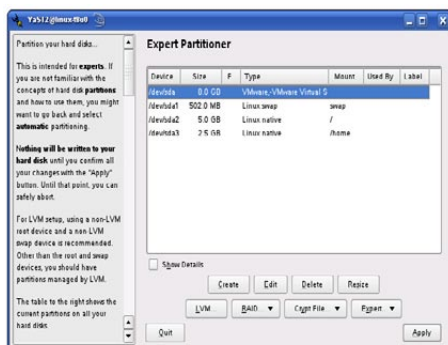 YaST2@linux-f8o0
Partition your hard disks...
This is intended for experts. If
you are not familiar with the
concepts of hard disk partitions
and how to use them, you might
want to go back and select
automatic partitioning.
Nothing will be written to your
hard disk until you confirm all
your changes with the "Apply"
button. Until that point, you can
safely abort.
For LVM setup, using a non-LVM
root device and a non-LVM
swap device is recommended.
Other than the root and swap
devices, you should have
partitions managed by LVM.
The table to the right shows the
current partitions on all your
hard disks
Expert Partitioner
Device Size F Type Mount Used By Label
/dev/sda 8.0 GB VMware,-VMware Virtual S
/dev/sda1 502.0 MB Linux swap swap
/dev/sda2 5.0 GB Linux native /
/dev/sda3 2.5 GB Linux native /home
Show Details
Create Edit Delete Resize
LVM... RAID... Crypt File Expert
Quit Apply